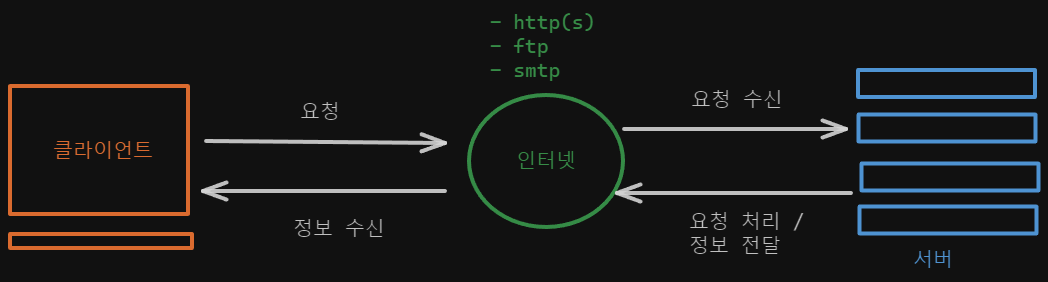 - http(s)
- ftp
- smtp
요청
요청 수신
클라이언트
인터넷
정보 수신
요청 처리 /
정보 전달
서버